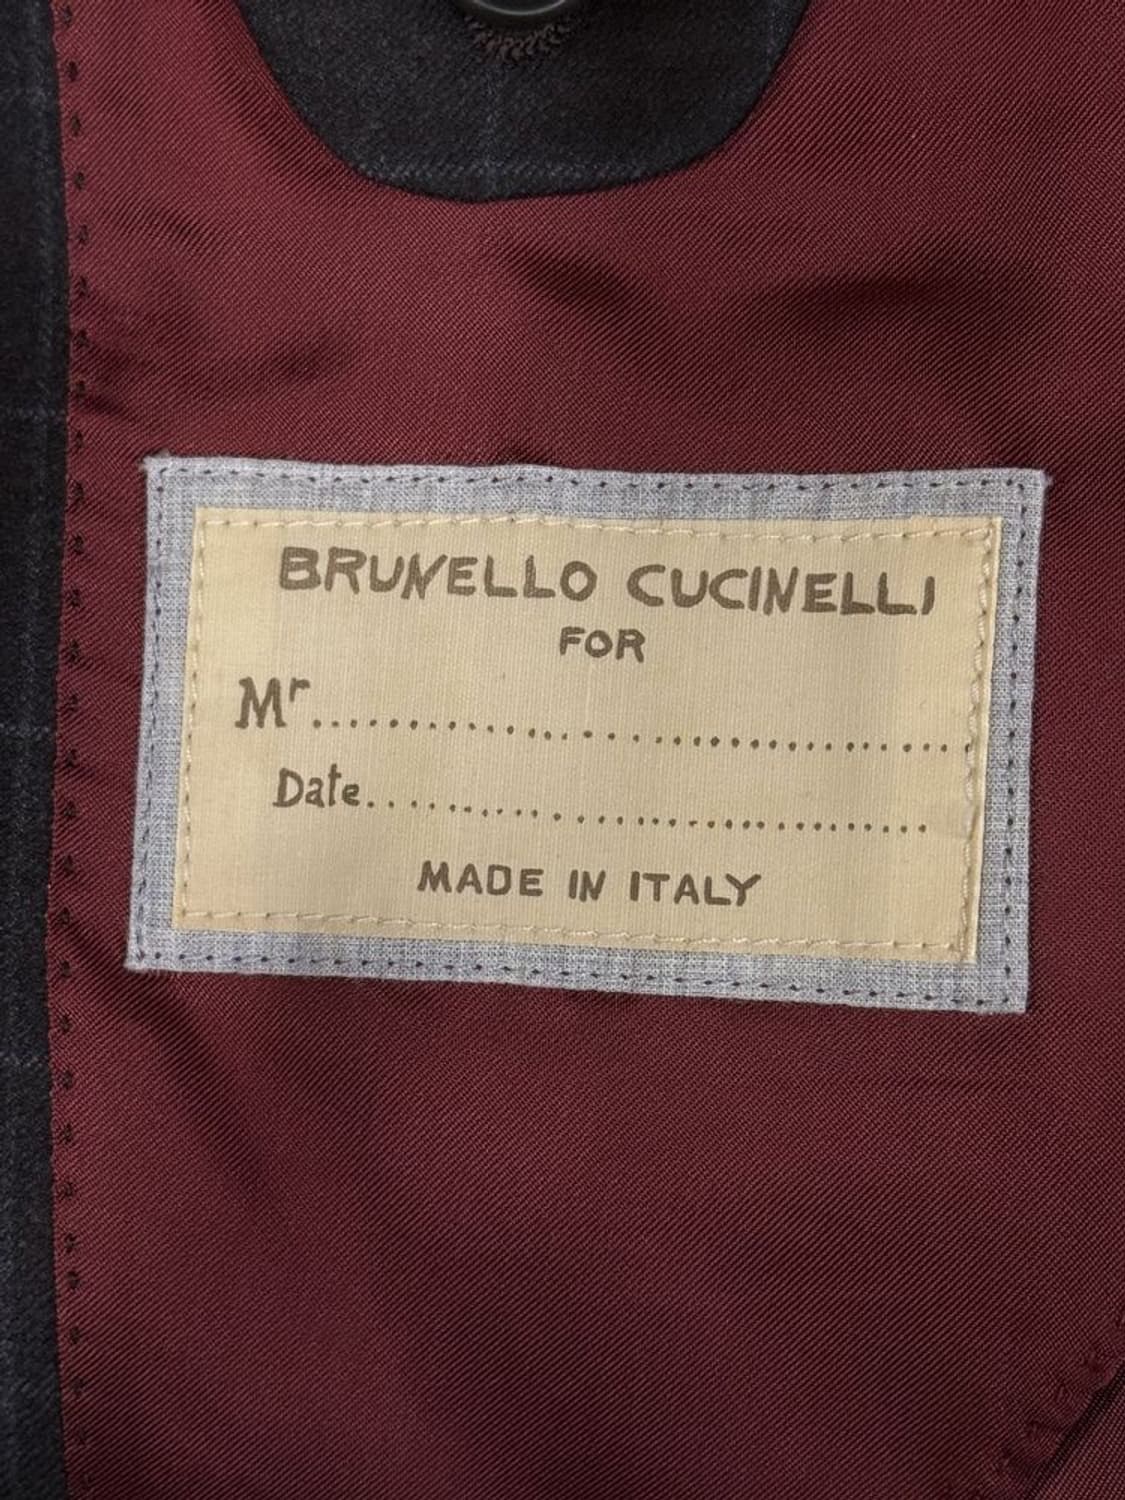 BRUNELLO CUCINELLI
FOR
Mr..........................................
Date......................................
MADE IN ITALY